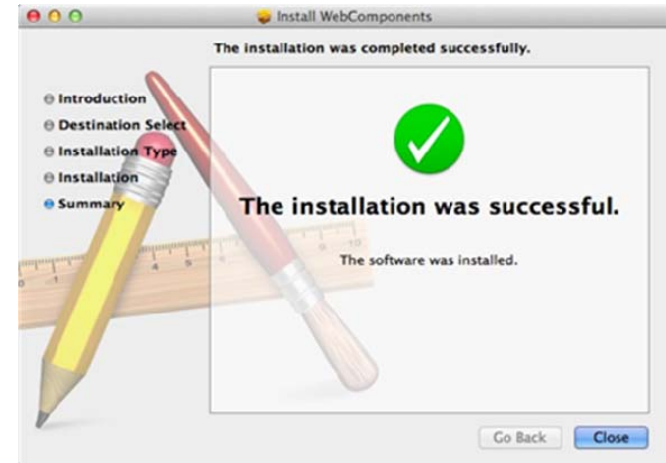 Install WebComponents
The installation was completed successfully.
Introduction
Destination Select
Installation Type
Installation
Summary
The installation was successful.
The software was installed.
Go Back
Close